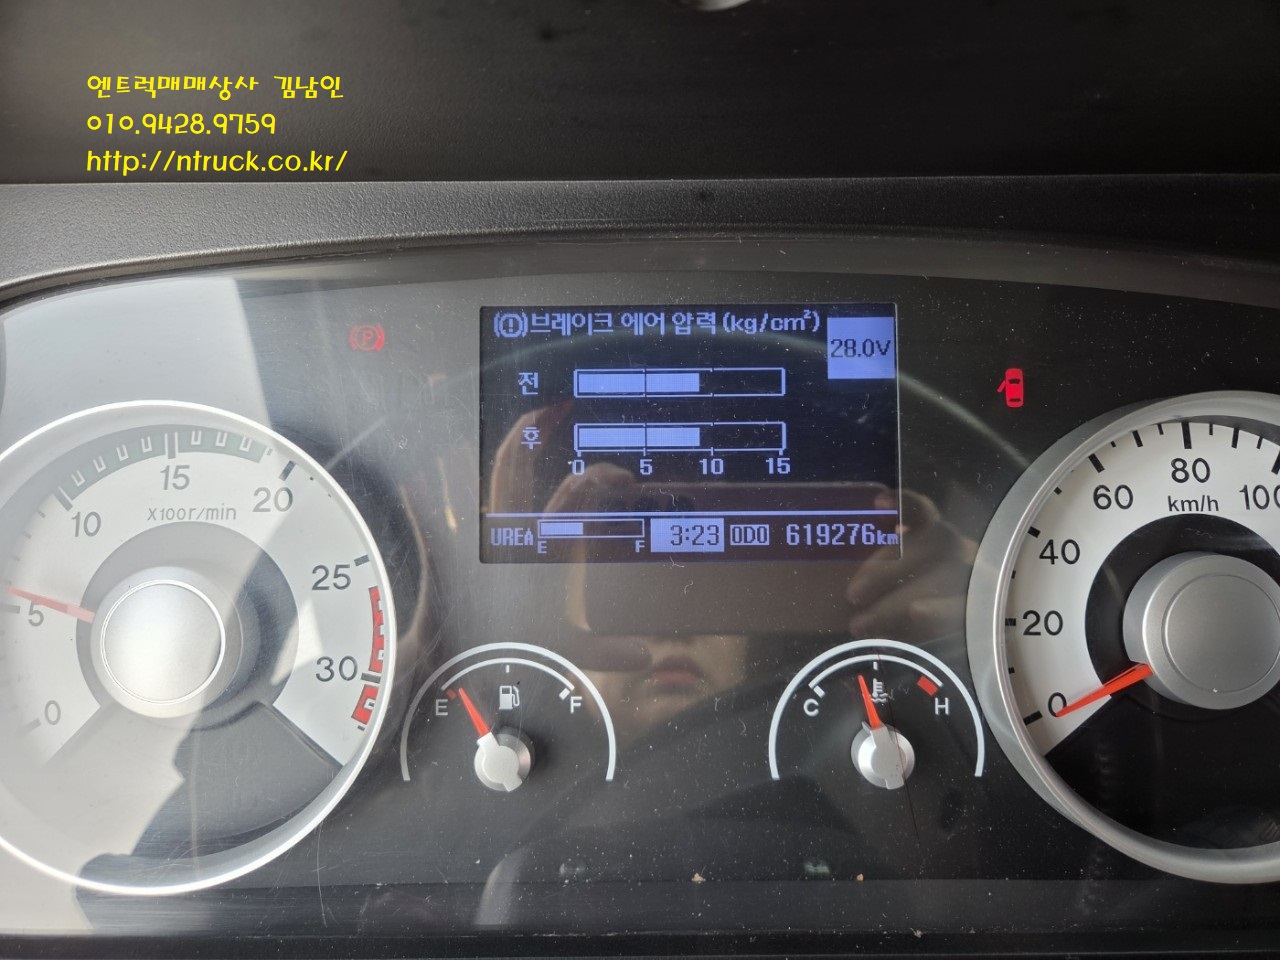 엔트럭매매상사 김남인
010.9428.9759
http://ntruck.co.kr/
브레이크 에어 압력 (kg/cm²)
28.0V
전
후
0 5 10 15
UREA E F 3:23 ODO 619276km
P
0 5 10 15 20 25 30
X100r/min
E F
C H
0 20 40 60 80 100
km/h